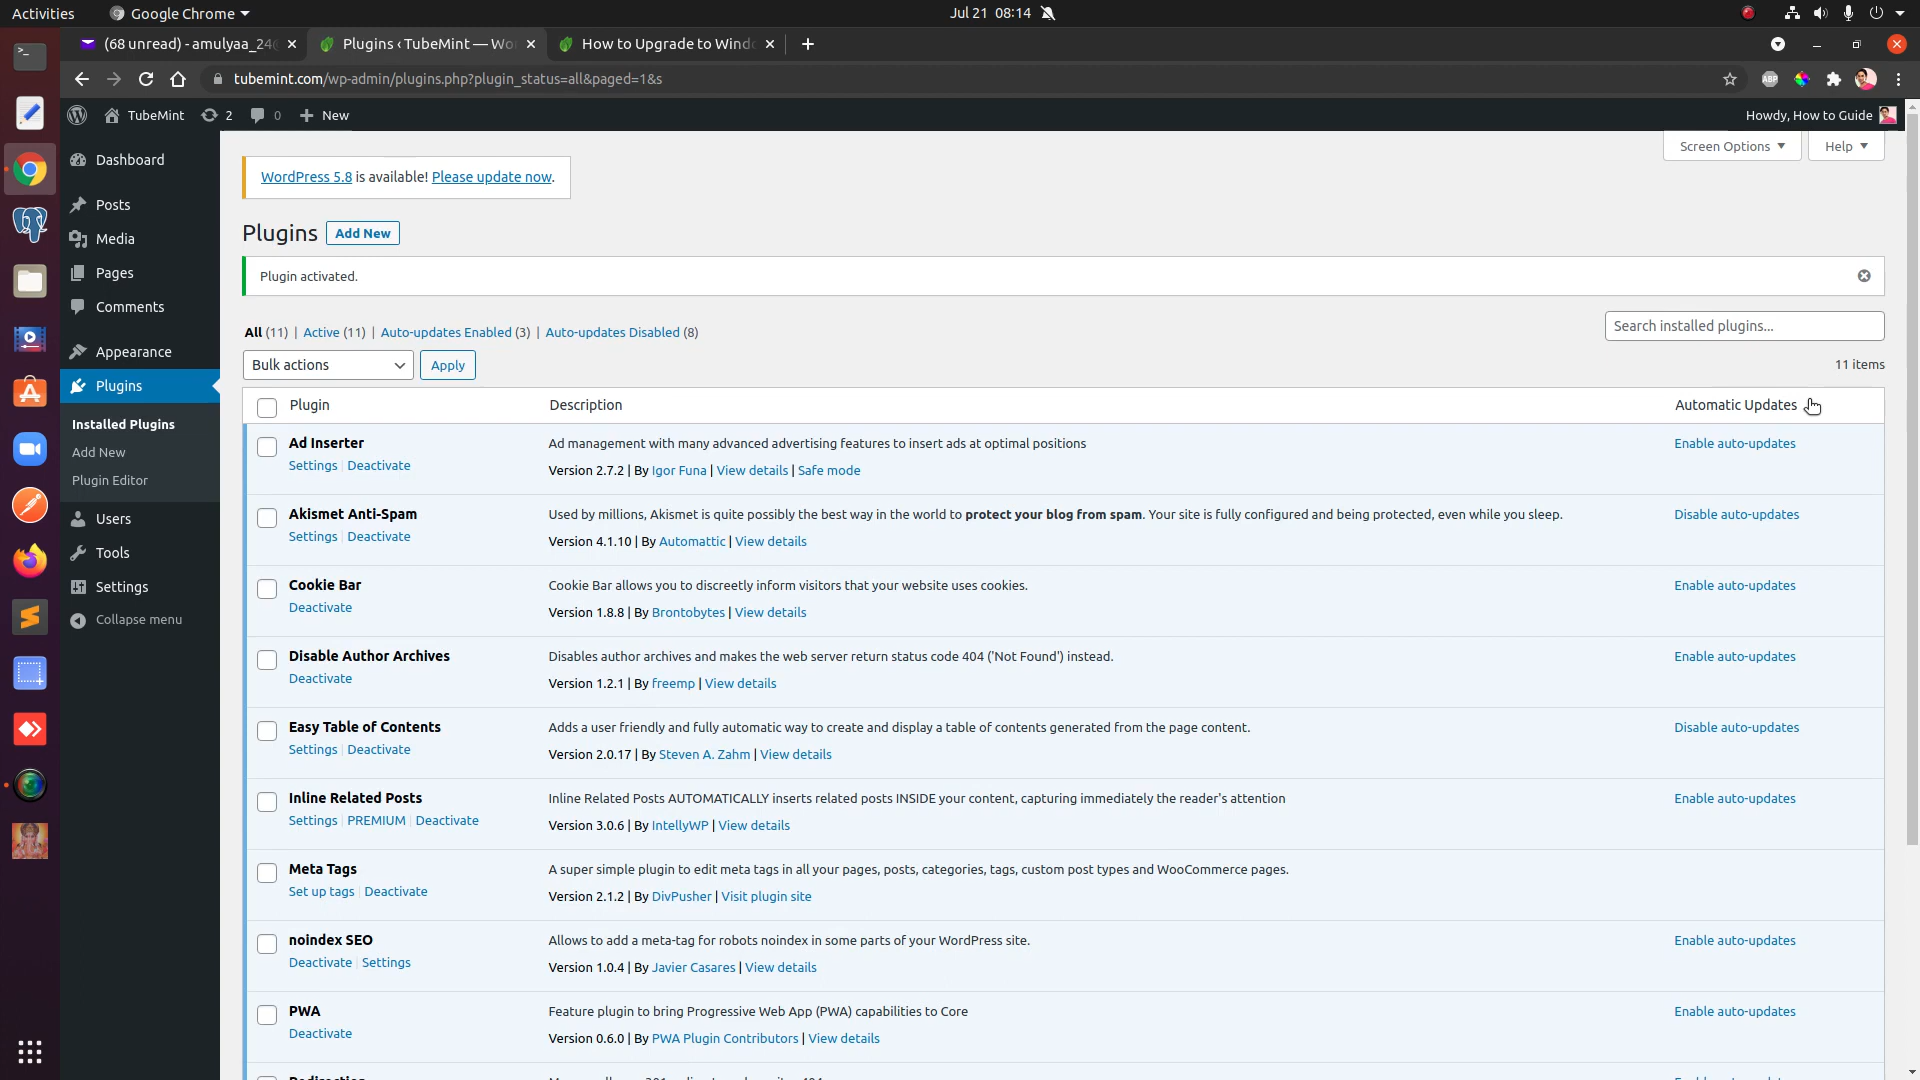 Activities
Google Chrome
Jul 21 08:14
(68 unread) - amulyaa_24
Plugins ‹ TubeMint — Wo
How to Upgrade to Wind
tubemint.com/wp-admin/plugins.php?plugin_status=all&paged=1&s
ABP
TubeMint
2
0
New
Howdy, How to Guide
Dashboard
Posts
Media
Pages
Comments
Appearance
Plugins
Installed Plugins
Add New
Plugin Editor
Users
Tools
Settings
Collapse menu
Screen Options
Help
WordPress 5.8 is available! Please update now.
Plugins
Add New
Plugin activated.
All (11) | Active (11) | Auto-updates Enabled (3) | Auto-updates Disabled (8)
Search installed plugins...
Bulk actions
Apply
11 items
Plugin
Description
Automatic Updates
Ad Inserter
Settings | Deactivate
Ad management with many advanced advertising features to insert ads at optimal positions
Version 2.7.2 | By Igor Funa | View details | Safe mode
Enable auto-updates
Akismet Anti-Spam
Settings | Deactivate
Used by millions, Akismet is quite possibly the best way in the world to protect your blog from spam. Your site is fully configured and being protected, even while you sleep.
Version 4.1.10 | By Automattic | View details
Disable auto-updates
Cookie Bar
Deactivate
Cookie Bar allows you to discreetly inform visitors that your website uses cookies.
Version 1.8.8 | By Brontobytes | View details
Enable auto-updates
Disable Author Archives
Deactivate
Disables author archives and makes the web server return status code 404 ('Not Found') instead.
Version 1.2.1 | By freemp | View details
Enable auto-updates
Easy Table of Contents
Settings | Deactivate
Adds a user friendly and fully automatic way to create and display a table of contents generated from the page content.
Version 2.0.17 | By Steven A. Zahm | View details
Disable auto-updates
Inline Related Posts
Settings | PREMIUM | Deactivate
Inline Related Posts AUTOMATICALLY inserts related posts INSIDE your content, capturing immediately the reader's attention
Version 3.0.6 | By IntellyWP | View details
Enable auto-updates
Meta Tags
Set up tags | Deactivate
A super simple plugin to edit meta tags in all your pages, posts, categories, tags, custom post types and WooCommerce pages.
Version 2.1.2 | By DivPusher | Visit plugin site
noindex SEO
Deactivate | Settings
Allows to add a meta-tag for robots noindex in some parts of your WordPress site.
Version 1.0.4 | By Javier Casares | View details
Enable auto-updates
PWA
Deactivate
Feature plugin to bring Progressive Web App (PWA) capabilities to Core
Version 0.6.0 | By PWA Plugin Contributors | View details
Enable auto-updates